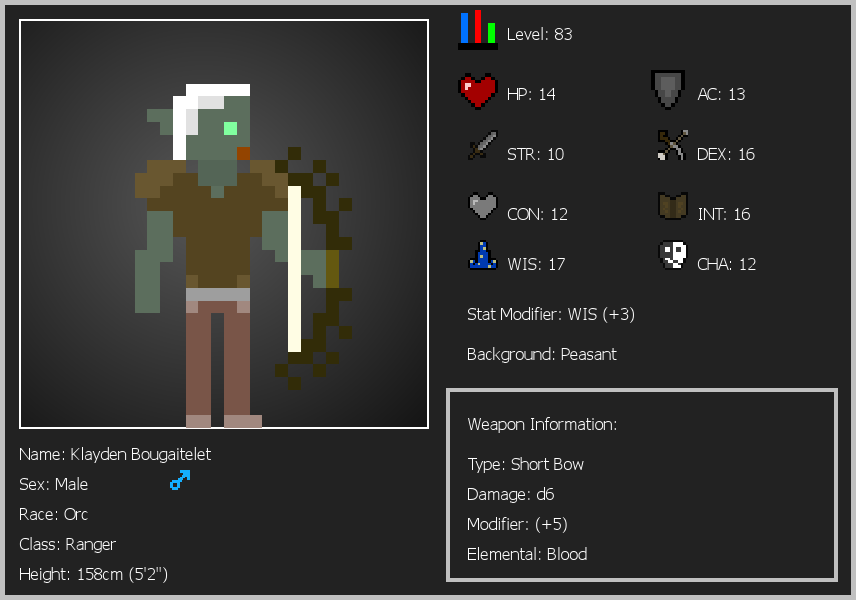 Level: 83
HP: 14
AC: 13
STR: 10
DEX: 16
CON: 12
INT: 16
WIS: 17
CHA: 12
Stat Modifier: WIS (+3)
Background: Peasant
Weapon Information:
Type: Short Bow
Damage: d6
Modifier: (+5)
Elemental: Blood
Name: Klayden Bougaitelet
Sex: Male
Race: Orc
Class: Ranger
Height: 158cm (5'2")